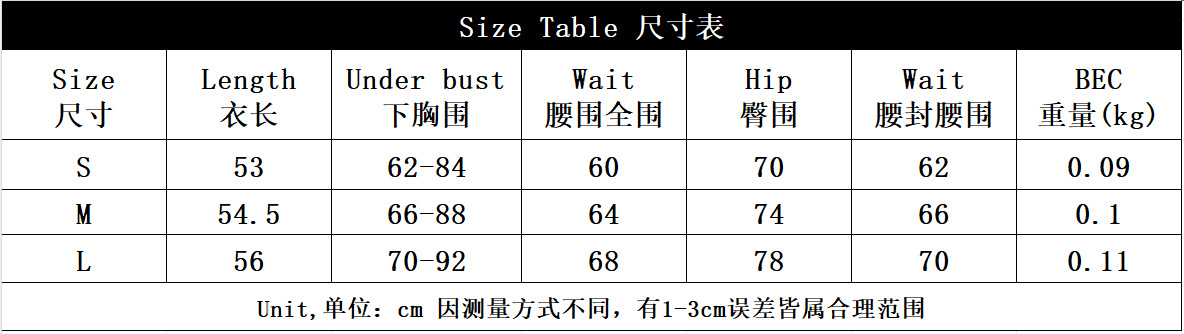 Size Table 尺寸表
Size Length Under bust Wait Hip Wait BEC
尺寸 衣长 下胸围 腰围全围 臀围 腰封腰围 重量(kg)
S 53 62-84 60 70 62 0.09
M 54.5 66-88 64 74 66 0.1
L 56 70-92 68 78 70 0.11
Unit,单位：cm 因测量方式不同，有1-3cm误差皆属合理范围